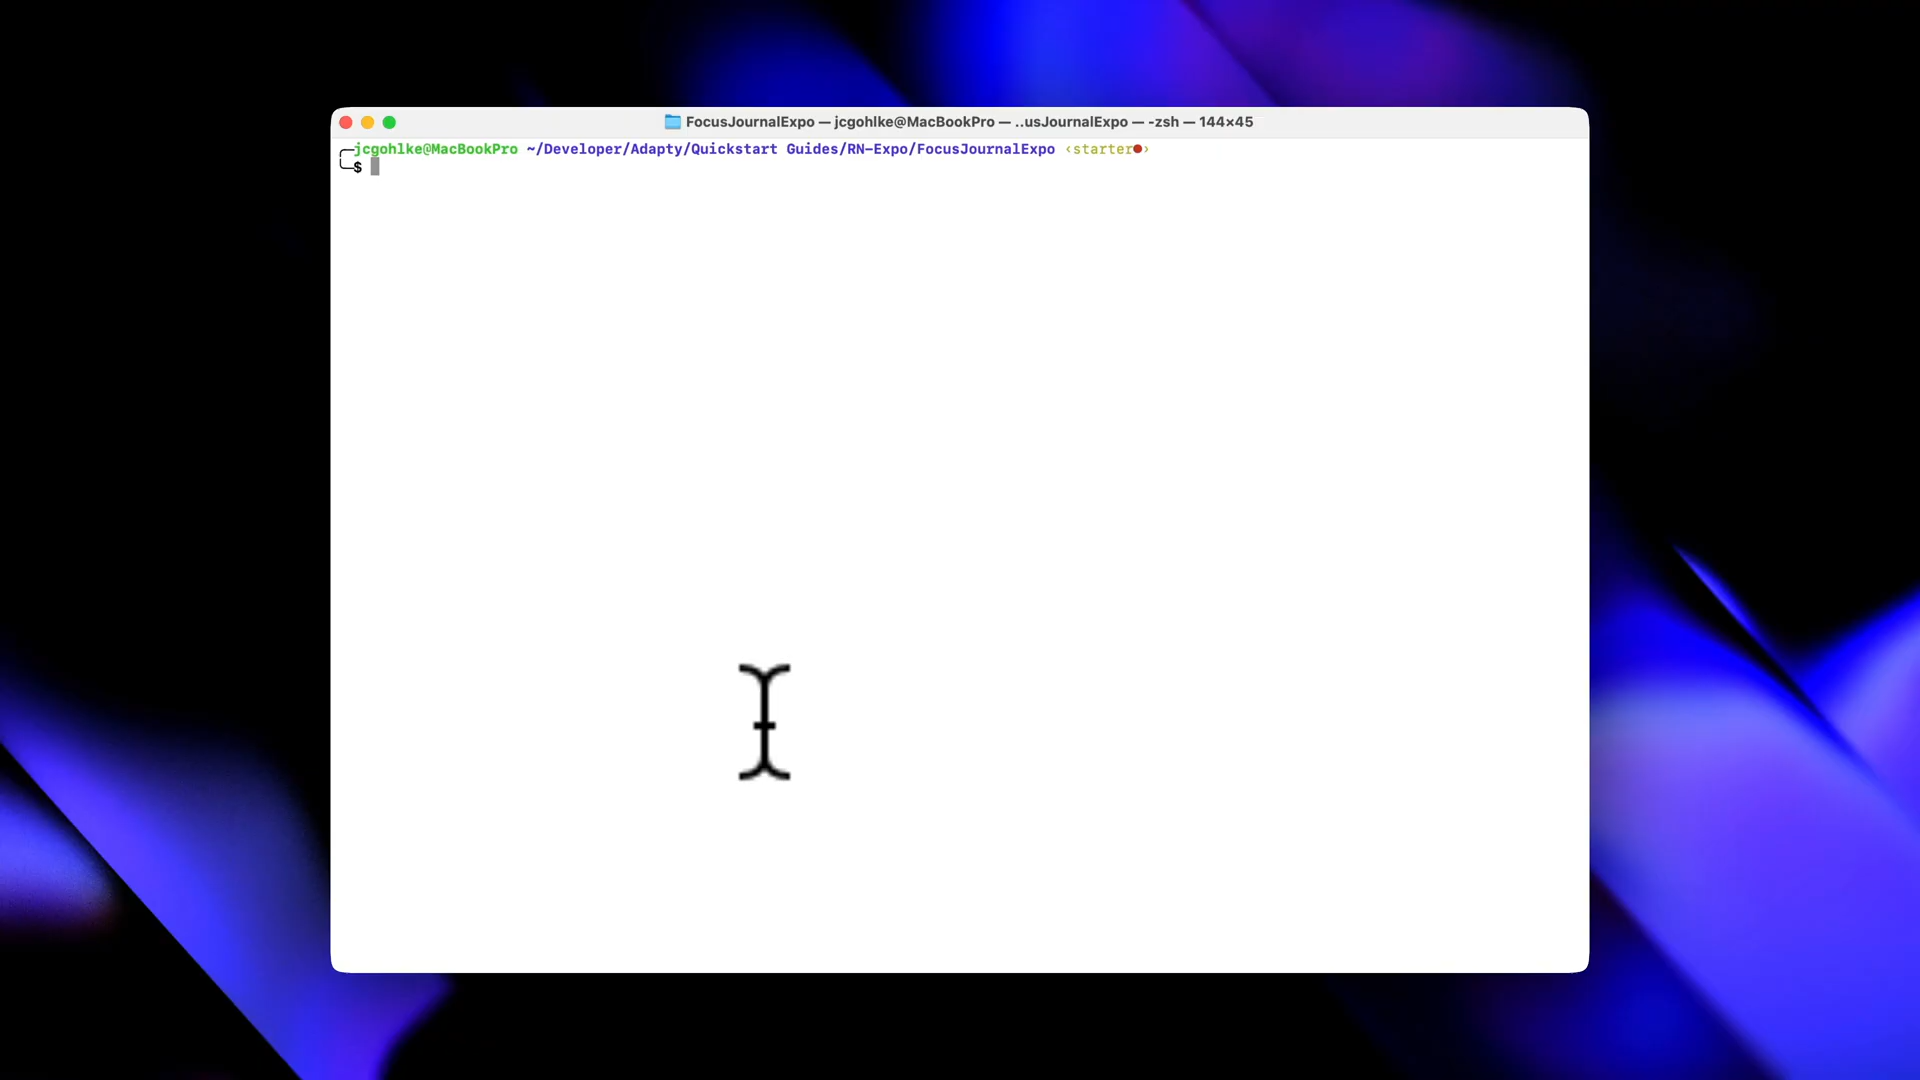 FocusJournalExpo — jcgohlke@MacBookPro — ..usJournalExpo — -zsh — 144×45
╭─jcgohlke@MacBookPro ~/Developer/Adapty/Quickstart Guides/RN-Expo/FocusJournalExpo ‹starter●›
╰─$